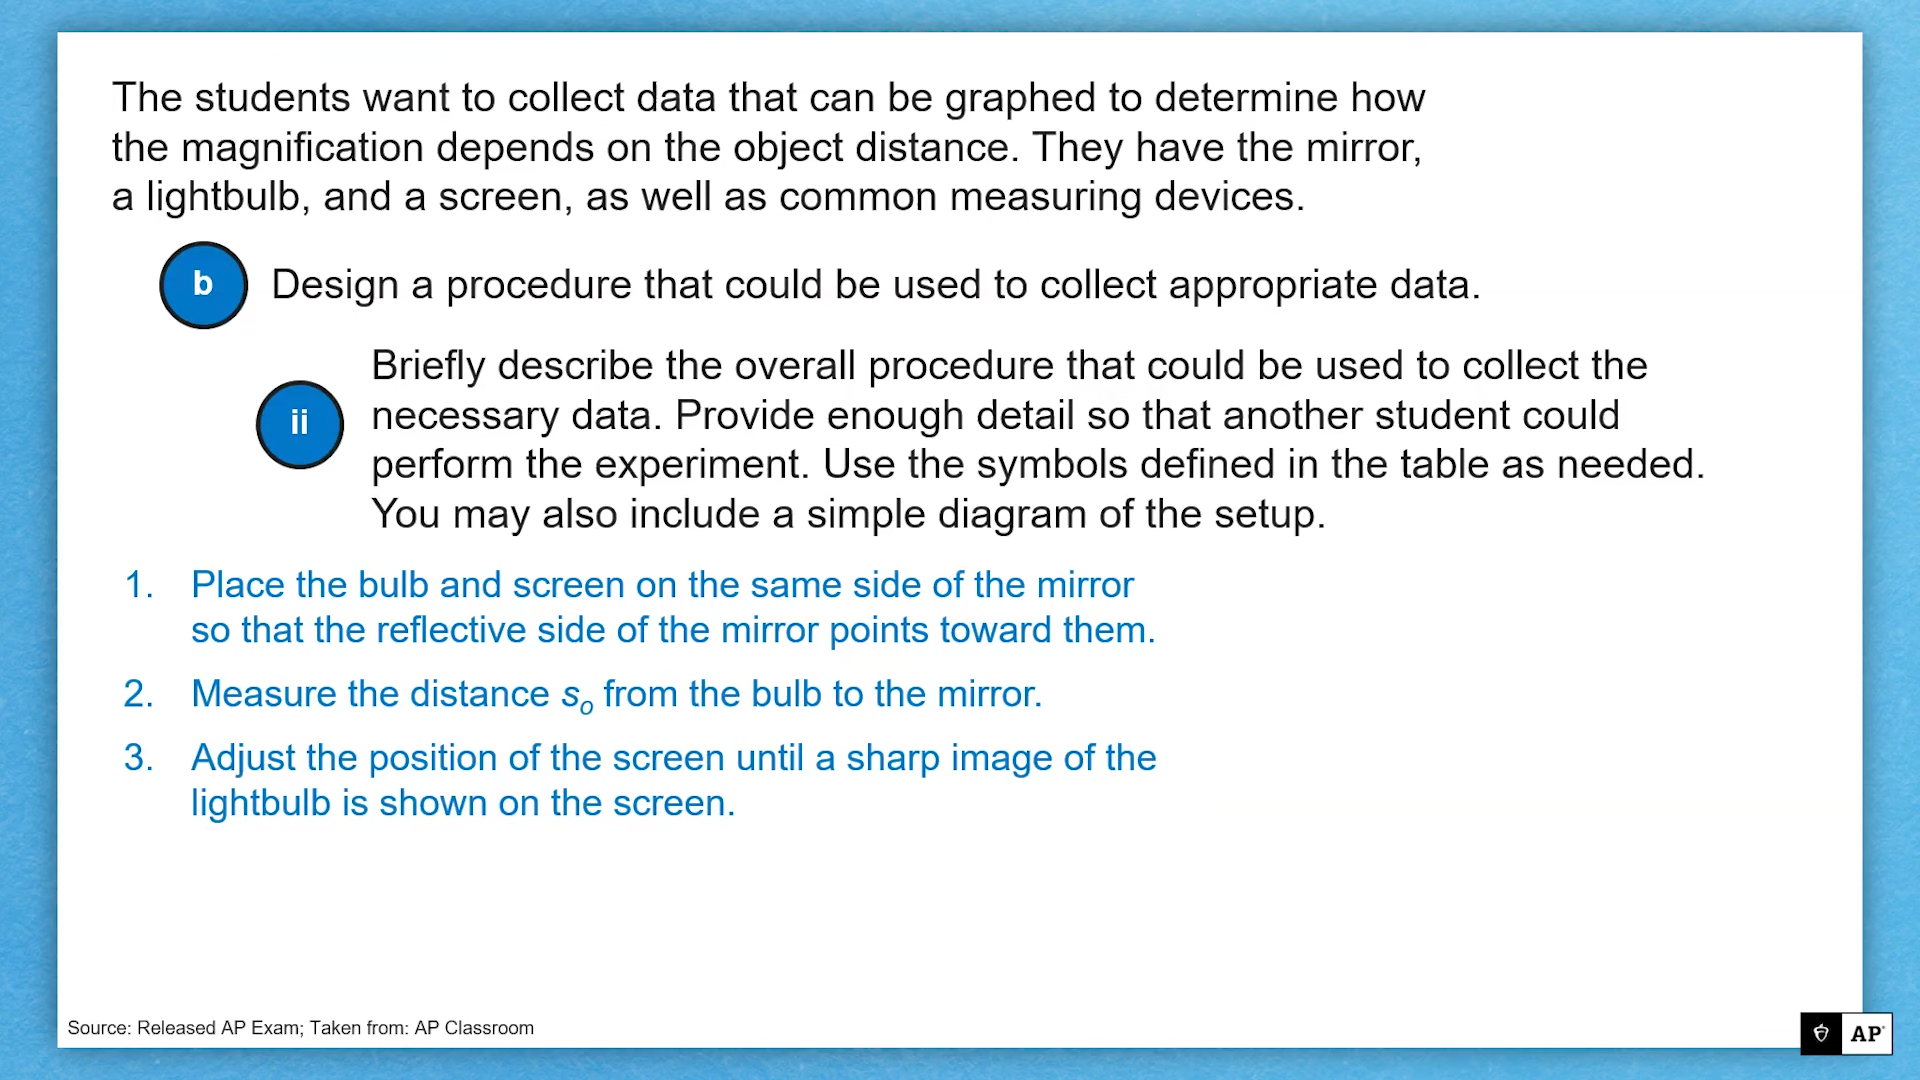 The students want to collect data that can be graphed to determine how
the magnification depends on the object distance. They have the mirror,
a lightbulb, and a screen, as well as common measuring devices.
b Design a procedure that could be used to collect appropriate data.
ii Briefly describe the overall procedure that could be used to collect the
necessary data. Provide enough detail so that another student could
perform the experiment. Use the symbols defined in the table as needed.
You may also include a simple diagram of the setup.
1. Place the bulb and screen on the same side of the mirror
so that the reflective side of the mirror points toward them.
2. Measure the distance sₒ from the bulb to the mirror.
3. Adjust the position of the screen until a sharp image of the
lightbulb is shown on the screen.
Source: Released AP Exam; Taken from: AP Classroom
AP